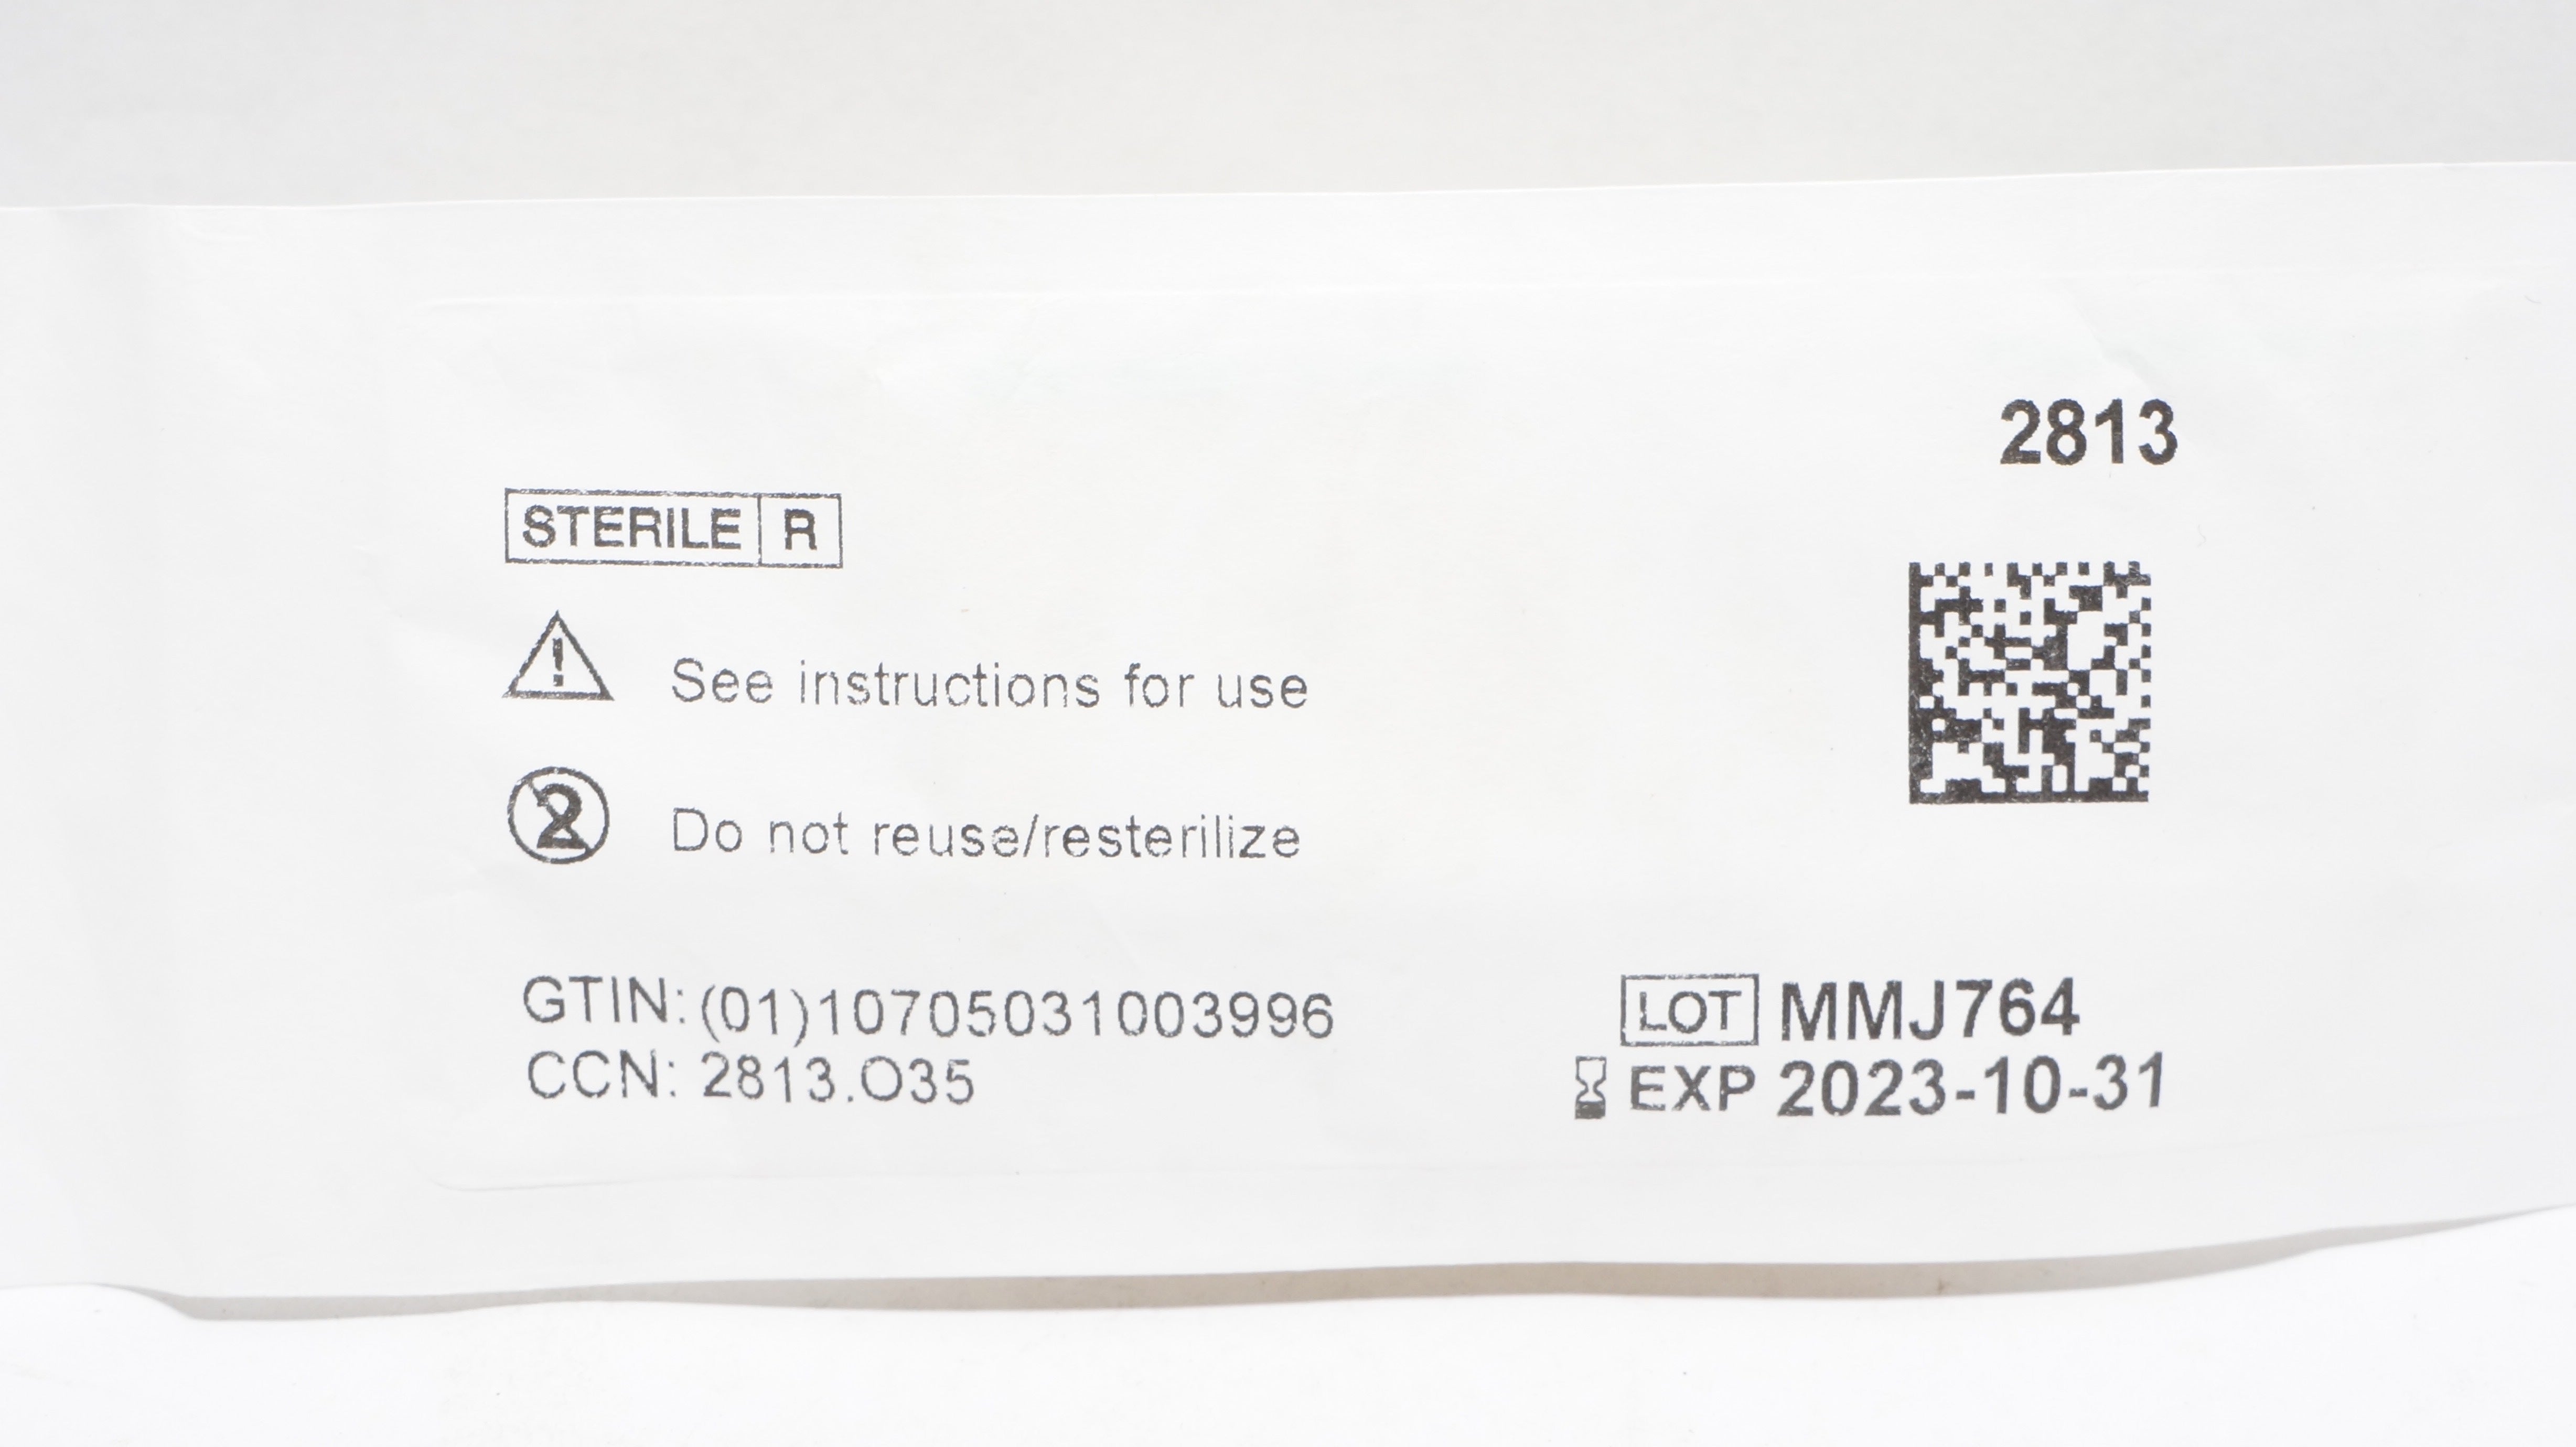 2813
STERILE R
See instructions for use
2 Do not reuse/resterilize
GTIN: (01)10705031003996
CCN: 2813.O35
LOT MMJ764
EXP 2023-10-31